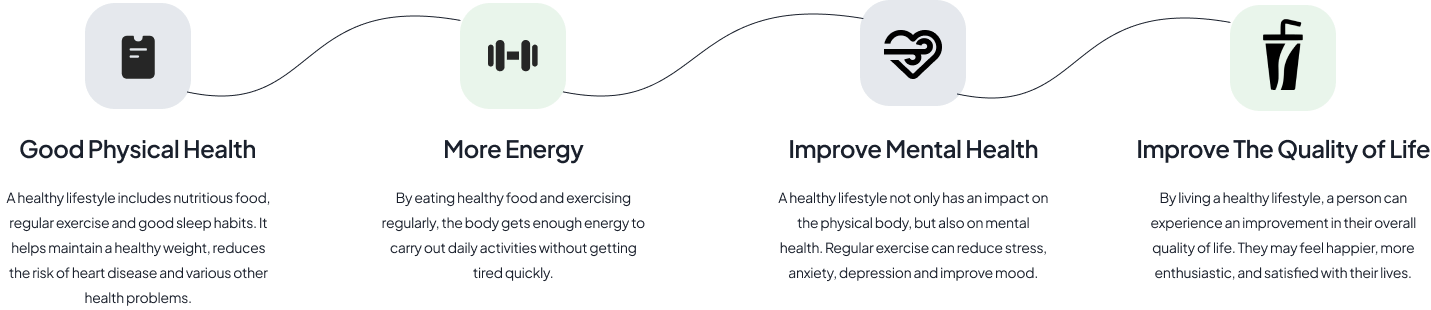 Good Physical Health
A healthy lifestyle includes nutritious food,
regular exercise and good sleep habits. It
helps maintain a healthy weight, reduces
the risk of heart disease and various other
health problems.
More Energy
By eating healthy food and exercising
regularly, the body gets enough energy to
carry out daily activities without getting
tired quickly.
Improve Mental Health
A healthy lifestyle not only has an impact on
the physical body, but also on mental
health. Regular exercise can reduce stress,
anxiety, depression and improve mood.
Improve The Quality of Life
By living a healthy lifestyle, a person can
experience an improvement in their overall
quality of life. They may feel happier, more
enthusiastic, and satisfied with their lives.